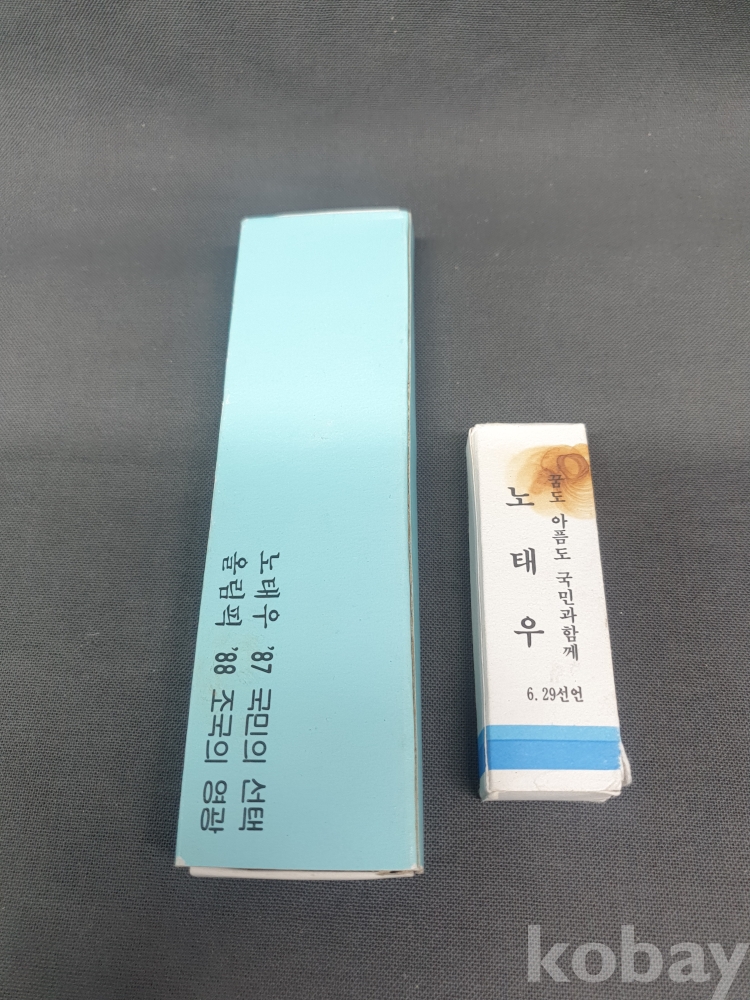 노태우 '87 국민의 선택
올림픽 '88 조국의 영광
꿈도 아픔도 국민과함께
노태우
6.29선언
kobay